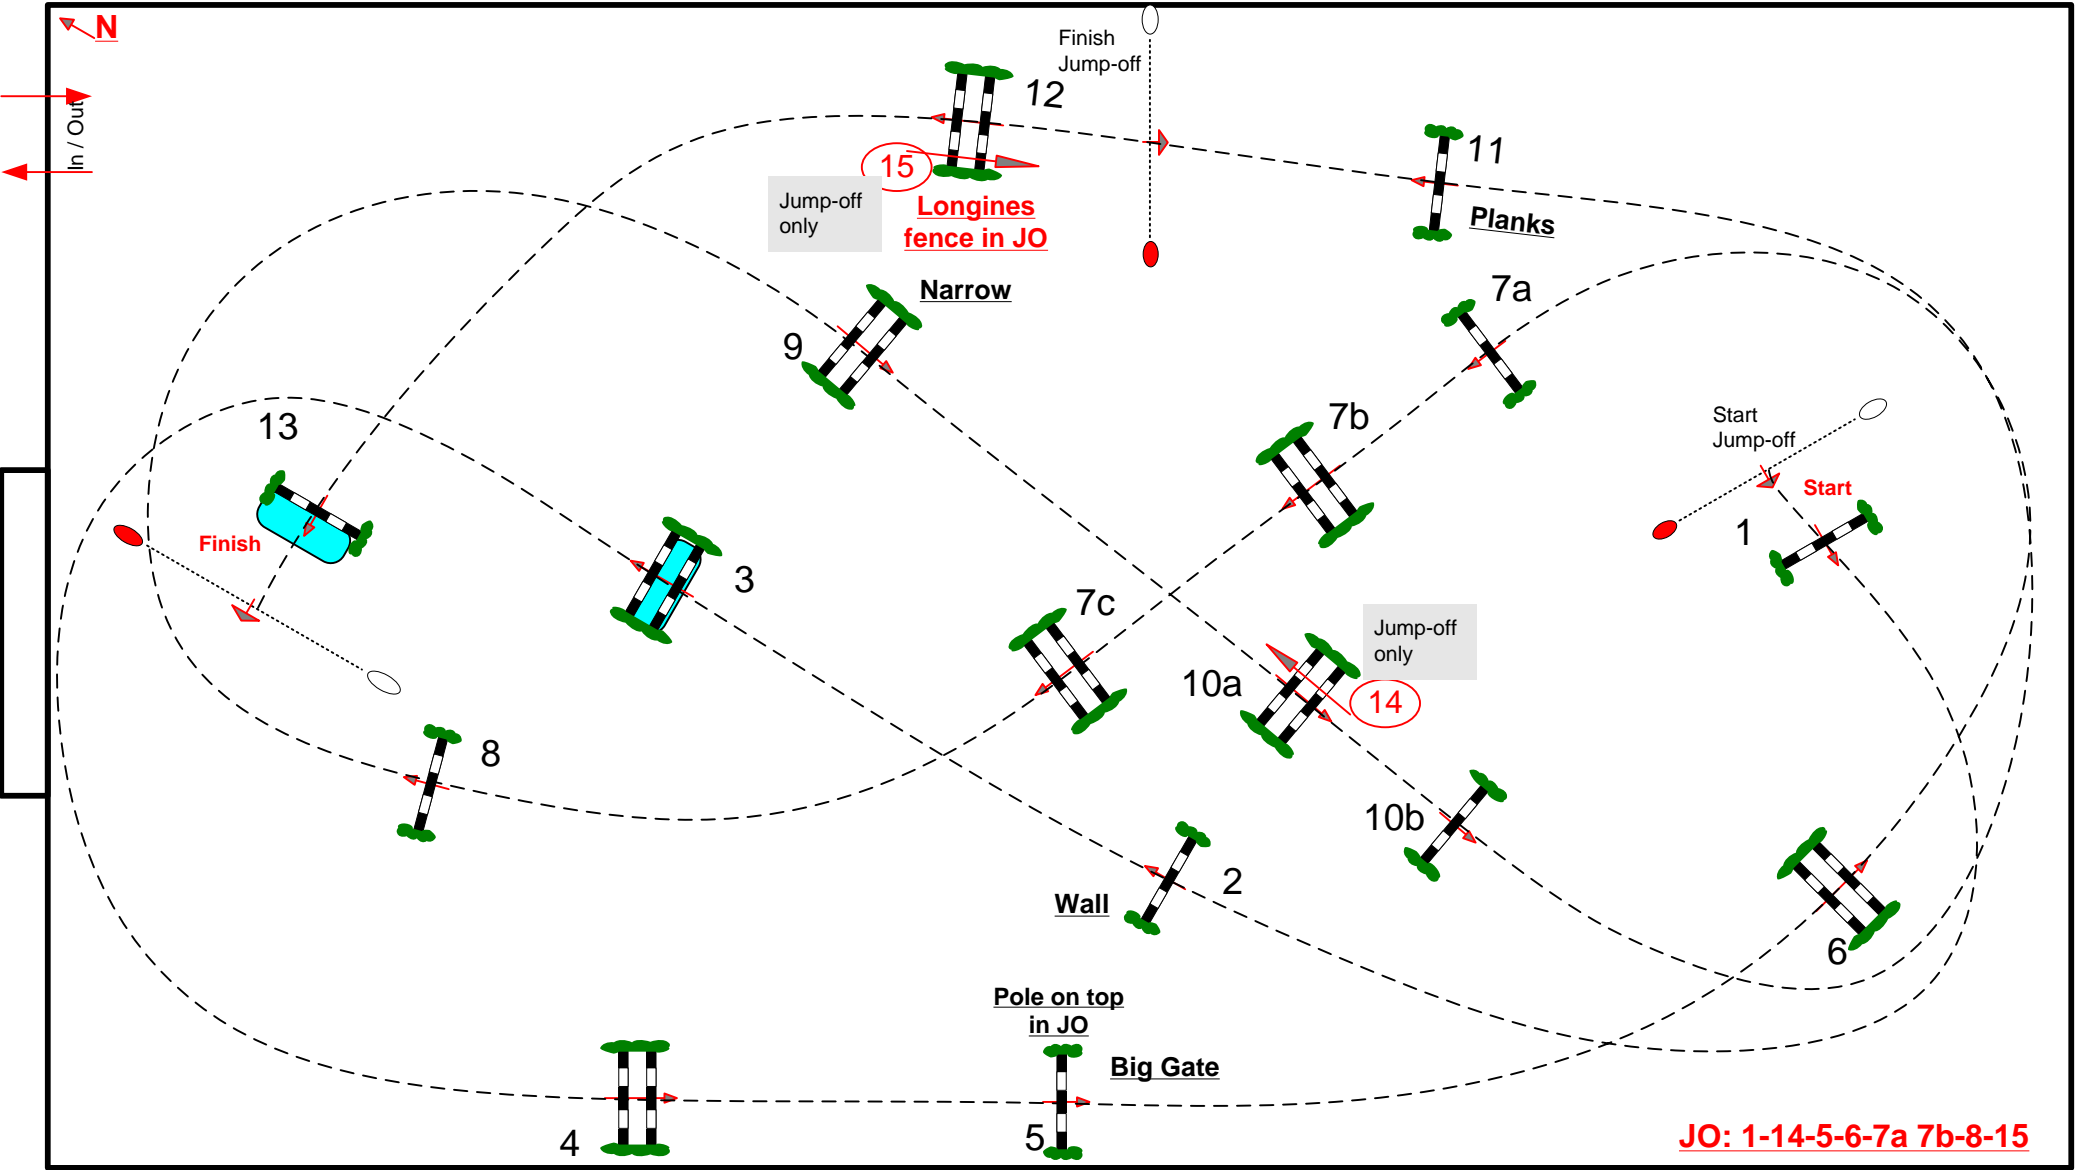 N
In / Out
Finish
Jump-off
12
11
Planks
15
Jump-off
only
Longines
fence in JO
Narrow
9
7a
7b
Start
Jump-off
Start
1
13
Finish
3
7c
Jump-off
only
14
10a
10b
8
2
Wall
6
Pole on top
in JO
Big Gate
4
5
JO: 1-14-5-6-7a 7b-8-15